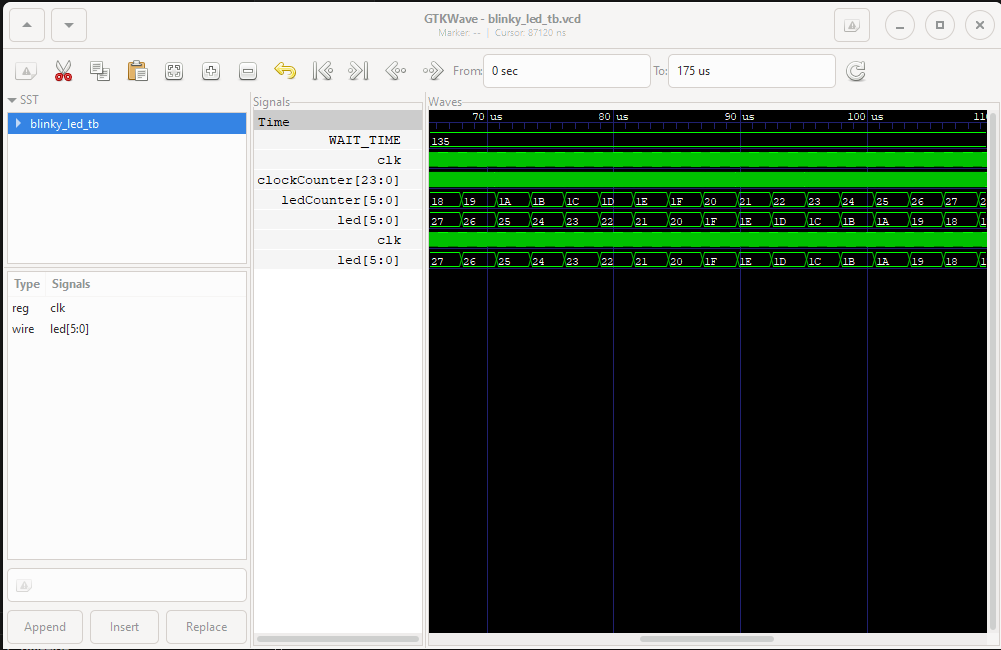 GTKWave - blinky_led_tb.vcd
Marker: -- | Cursor: 87120 ns
From: 0 sec To: 175 us
SST
blinky_led_tb
Type Signals
reg clk
wire led[5:0]
Append Insert Replace
Signals
Time
WAIT_TIME
clk
clockCounter[23:0]
ledCounter[5:0]
led[5:0]
clk
led[5:0]
Waves
70 us 80 us 90 us 100 us 110
135
18 19 1A 1B 1C 1D 1E 1F 20 21 22 23 24 25 26 27 2
27 26 25 24 23 22 21 20 1F 1E 1D 1C 1B 1A 19 18 1
27 26 25 24 23 22 21 20 1F 1E 1D 1C 1B 1A 19 18 1